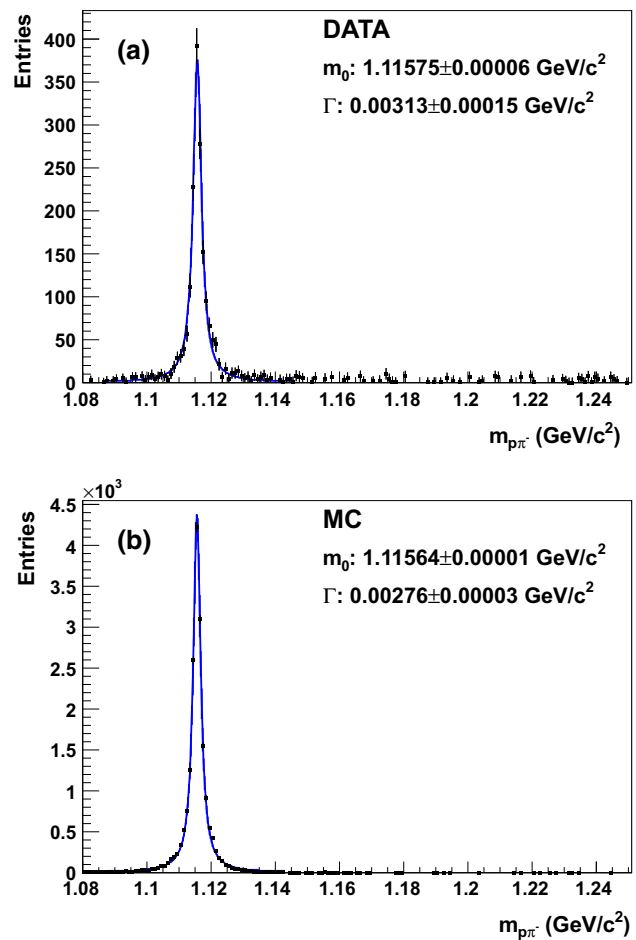 Entries
400
350
300
250
200
150
100
50
0
(a)
DATA
m₀: 1.11575±0.00006 GeV/c²
Γ: 0.00313±0.00015 GeV/c²
1.08 1.1 1.12 1.14 1.16 1.18 1.2 1.22 1.24
m_pπ⁻ (GeV/c²)
×10³
Entries
4.5
4
3.5
3
2.5
2
1.5
1
0.5
0
(b)
MC
m₀: 1.11564±0.00001 GeV/c²
Γ: 0.00276±0.00003 GeV/c²
1.08 1.1 1.12 1.14 1.16 1.18 1.2 1.22 1.24
m_pπ⁻ (GeV/c²)